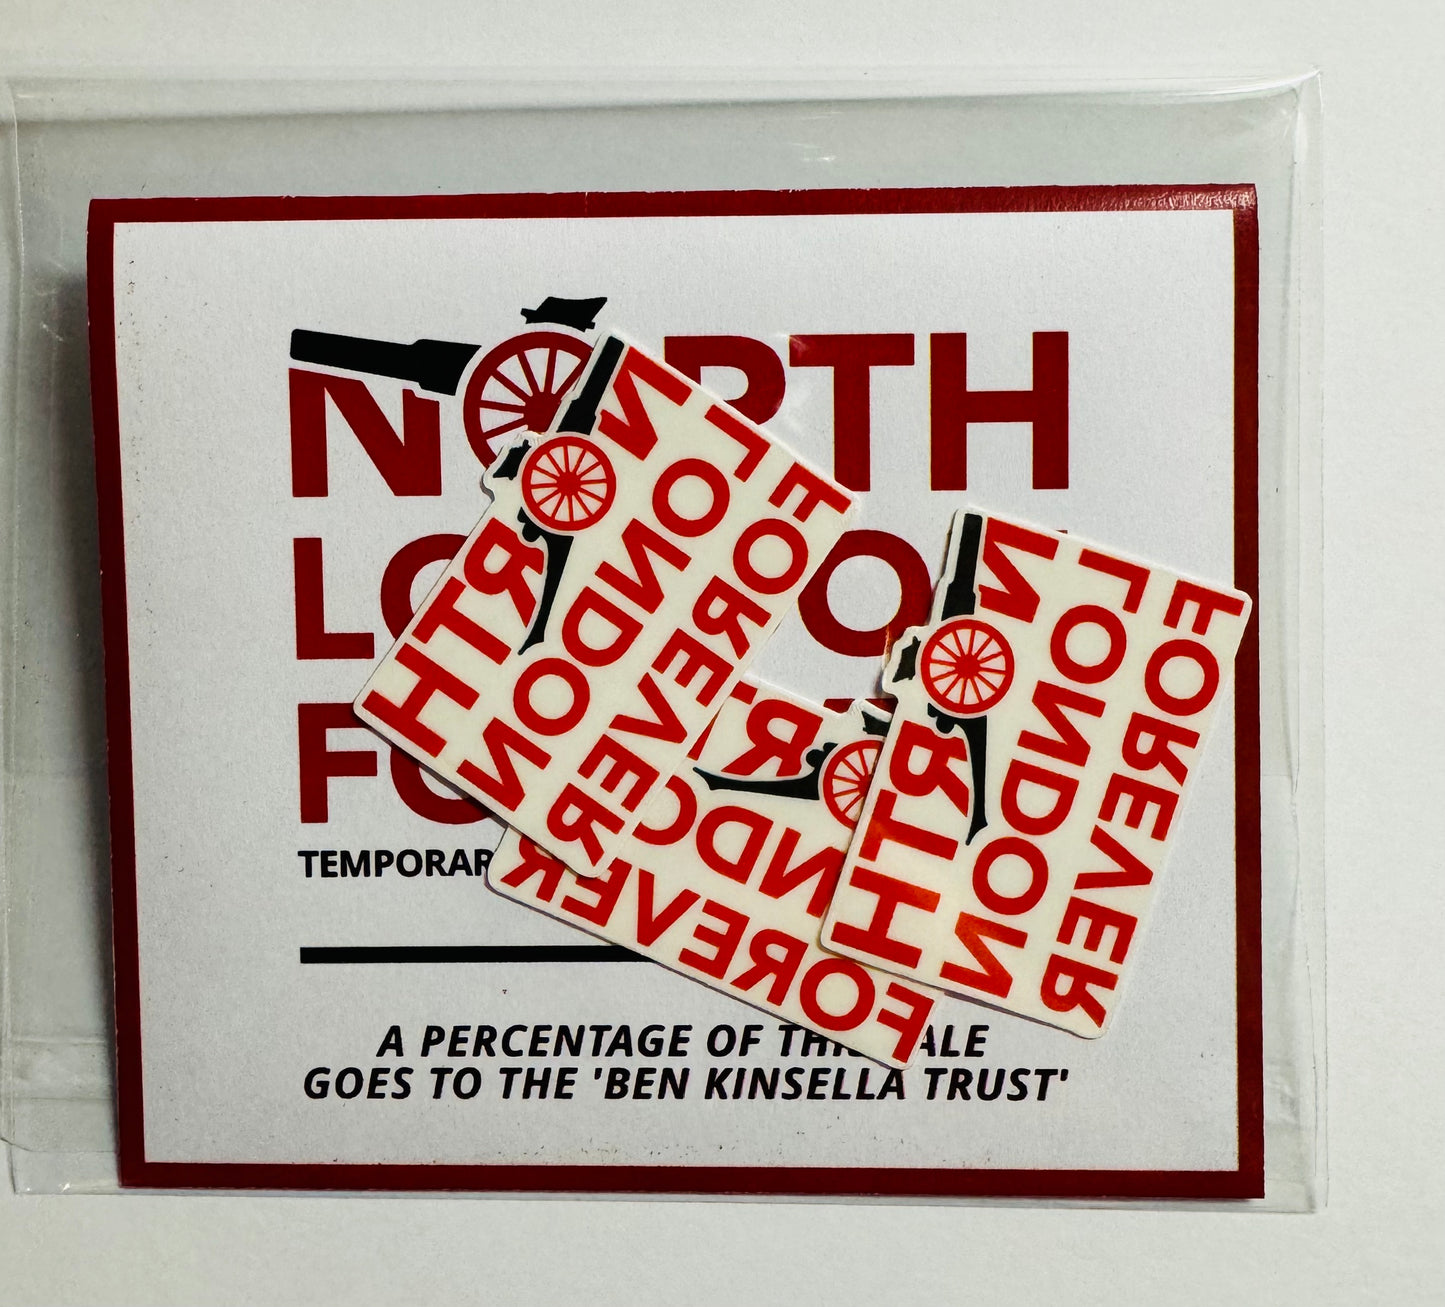 NORTH
LONDON
FOREVER
TEMPORAR
A PERCENTAGE OF THIS SALE
GOES TO THE 'BEN KINSELLA TRUST'
NORTH
LONDON
FOREVER
NORTH
LONDON
FOREVER
NORTH
LONDON
FOREVER